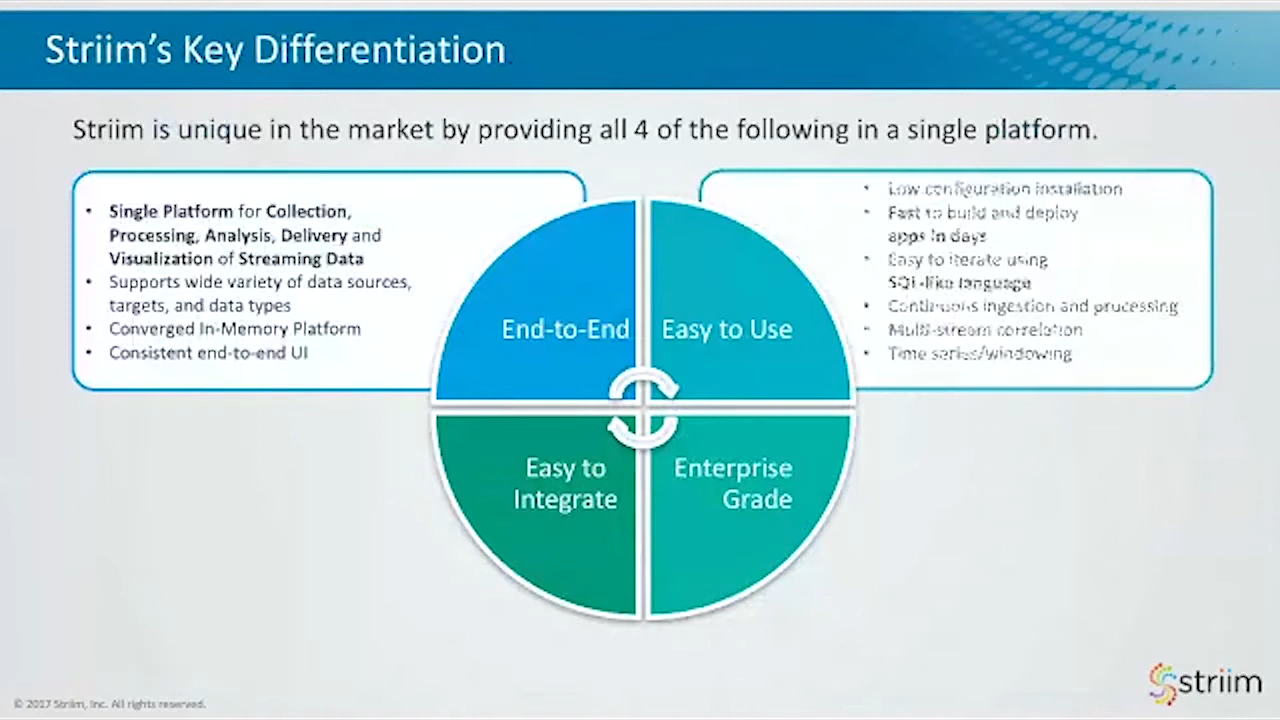 Striim's Key Differentiation
Striim is unique in the market by providing all 4 of the following in a single platform.
• Single Platform for Collection,
Processing, Analysis, Delivery and
Visualization of Streaming Data
• Supports wide variety of data sources,
targets, and data types
• Converged In-Memory Platform
• Consistent end-to-end UI
• Low configuration installation
• Fast to build and deploy
apps in days
• Easy to iterate using
SQL-like language
• Continuous ingestion and processing
• Multi-stream correlation
• Time series/windowing
End-to-End
Easy to Use
Easy to
Integrate
Enterprise
Grade
© 2017 Striim, Inc. All rights reserved.
striim